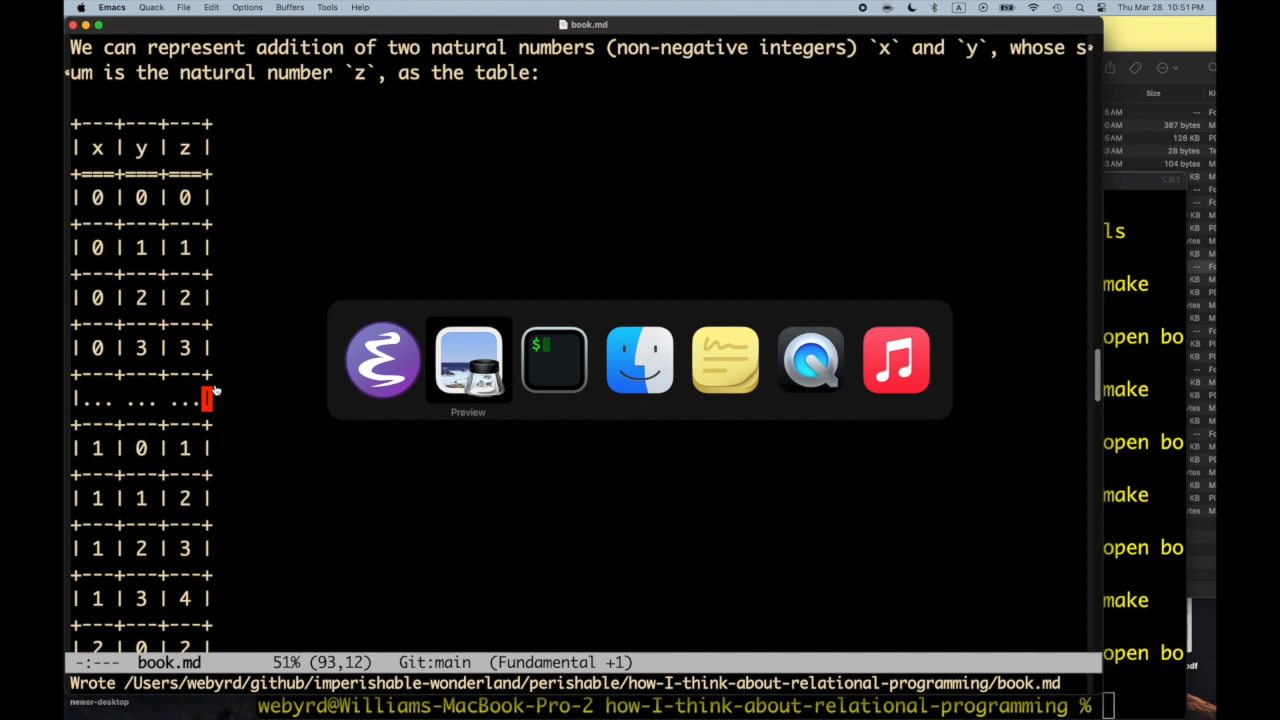 Emacs Quack File Edit Options Buffers Tools Help Thu Mar 28 10:51 PM
book.md
We can represent addition of two natural numbers (non-negative integers) `x` and `y`, whose s
um is the natural number `z`, as the table:
+---+---+---+
| x | y | z |
+===+===+===+
| 0 | 0 | 0 |
+---+---+---+
| 0 | 1 | 1 |
+---+---+---+
| 0 | 2 | 2 |
+---+---+---+
| 0 | 3 | 3 |
+---+---+---+
|... ... ...|
+---+---+---+
| 1 | 0 | 1 |
+---+---+---+
| 1 | 1 | 2 |
+---+---+---+
| 1 | 2 | 3 |
+---+---+---+
| 1 | 3 | 4 |
+---+---+---+
| 2 | 0 | 2 |
Preview
-:--- book.md 51% (93,12) Git:main (Fundamental +1)
Wrote /Users/webyrd/github/imperishable-wonderland/perishable/how-I-think-about-relational-programming/book.md
newer-desktop
webyrd@Williams-MacBook-Pro-2 how-I-think-about-relational-programming %
Size
AM --
AM 387 bytes
AM 126 KB
AM 28 bytes
AM 104 bytes
ls
make
open bo
make
open bo
make
open bo
make
open bo